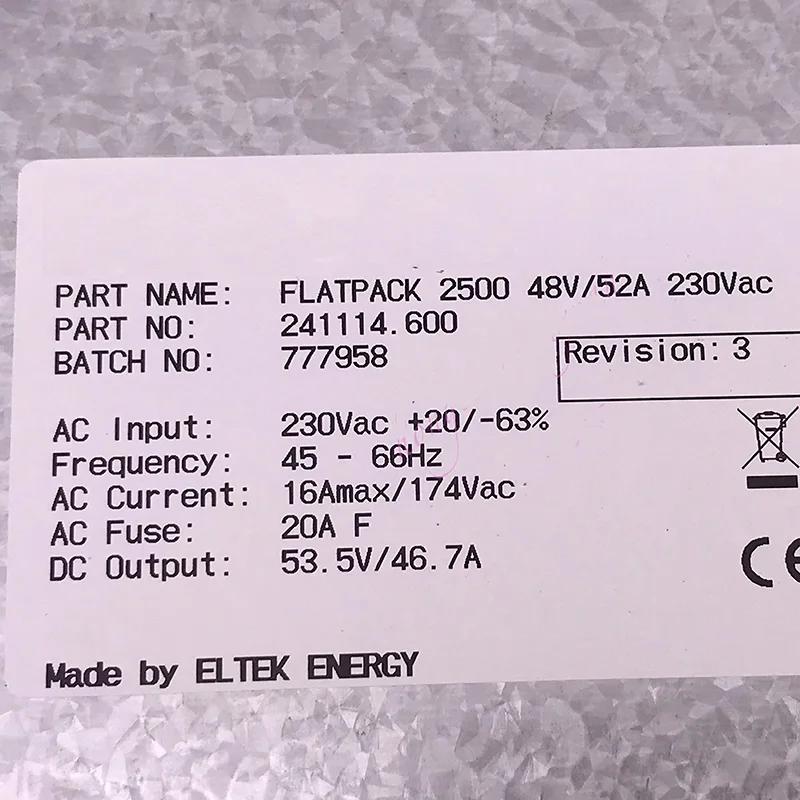 PART NAME: FLATPACK 2500 48V/52A 230Vac
PART NO: 241114.600
BATCH NO: 777958
Revision: 3
AC Input: 230Vac +20/-63%
Frequency: 45 - 66Hz
AC Current: 16Amax/174Vac
AC Fuse: 20A F
DC Output: 53.5V/46.7A
CE
Made by ELTEK ENERGY